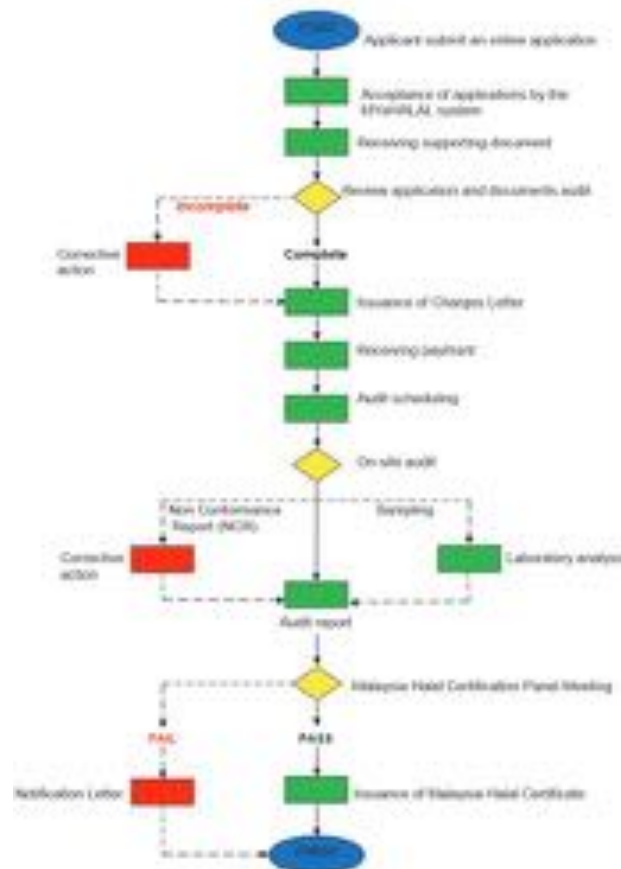 Applicant submit an online application
Acceptance of applications by the
system
Receiving supporting document
Review application and documents audit
Incomplete
Corrective
action
Complete
Issuance of Charges Letter
Receiving payment
Audit scheduling
On-site audit
Non Conformance
Report (NCR)
Sampling
Corrective
action
Laboratory analysis
Audit report
Malaysia Halal Certification Panel Meeting
FAIL
PASS
Notification Letter
Issuance of Malaysia Halal Certificate